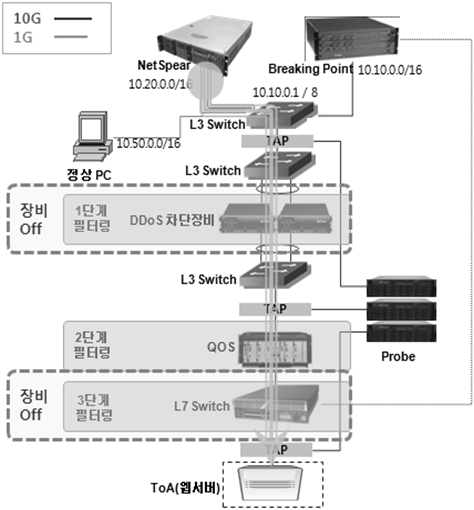 10G
1G
NetSpear
10.20.0.0/16
Breaking Point
10.10.0.0/16
10.10.0.1 / 8
L3 Switch
TAP
정상 PC
10.50.0.0/16
L3 Switch
장비
Off
1단계
필터링
DDoS 차단장비
L3 Switch
TAP
Probe
2단계
필터링
QOS
장비
Off
3단계
필터링
L7 Switch
TAP
ToA(웹서버)